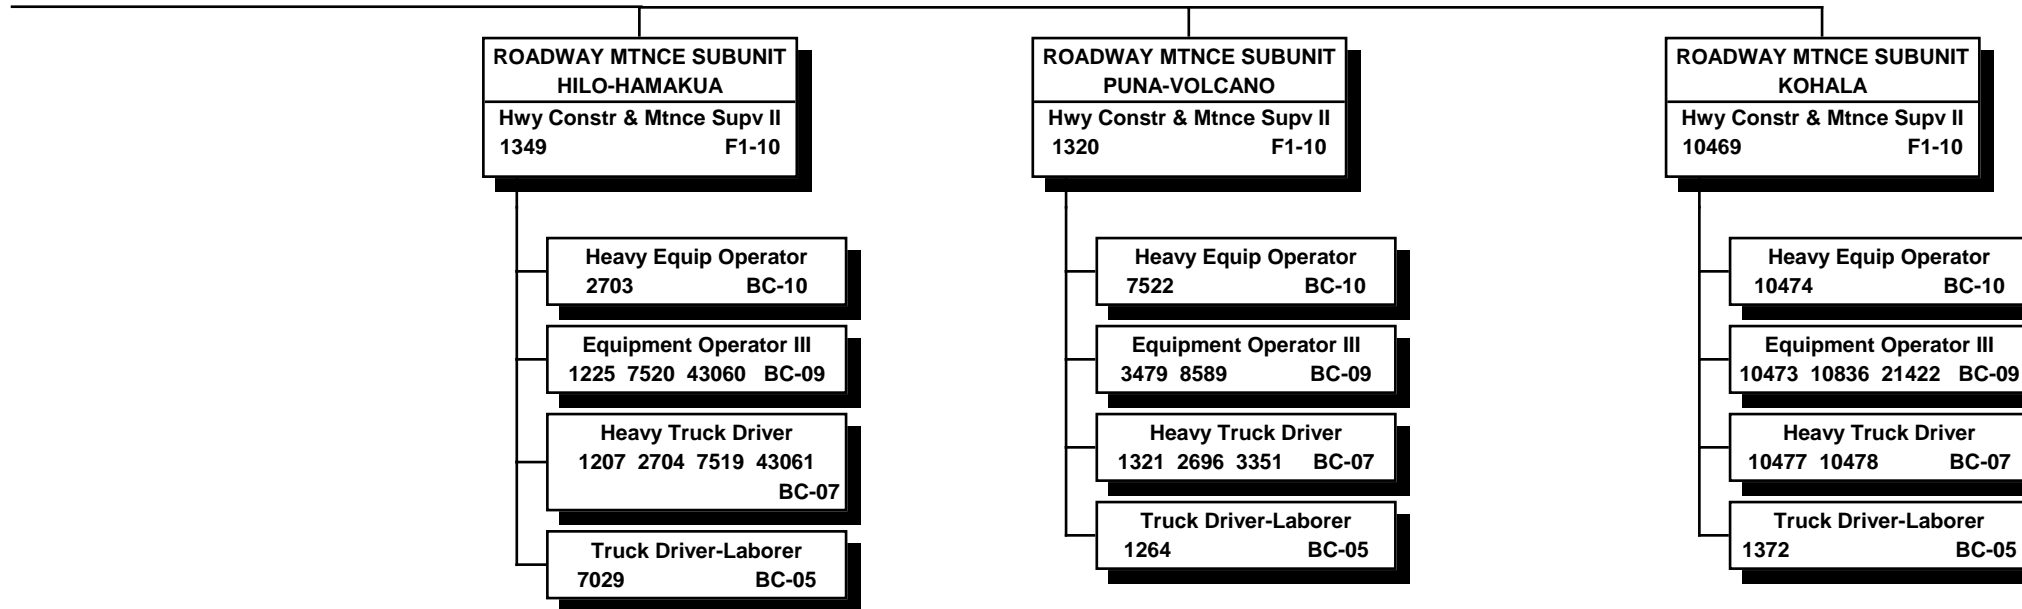 ROADWAY MTNCE SUBUNIT
HILO-HAMAKUA
Hwy Constr & Mtnce Supv II
1349 F1-10
Heavy Equip Operator
2703 BC-10
Equipment Operator III
1225 7520 43060 BC-09
Heavy Truck Driver
1207 2704 7519 43061
BC-07
Truck Driver-Laborer
7029 BC-05
ROADWAY MTNCE SUBUNIT
PUNA-VOLCANO
Hwy Constr & Mtnce Supv II
1320 F1-10
Heavy Equip Operator
7522 BC-10
Equipment Operator III
3479 8589 BC-09
Heavy Truck Driver
1321 2696 3351 BC-07
Truck Driver-Laborer
1264 BC-05
ROADWAY MTNCE SUBUNIT
KOHALA
Hwy Constr & Mtnce Supv II
10469 F1-10
Heavy Equip Operator
10474 BC-10
Equipment Operator III
10473 10836 21422 BC-09
Heavy Truck Driver
10477 10478 BC-07
Truck Driver-Laborer
1372 BC-05